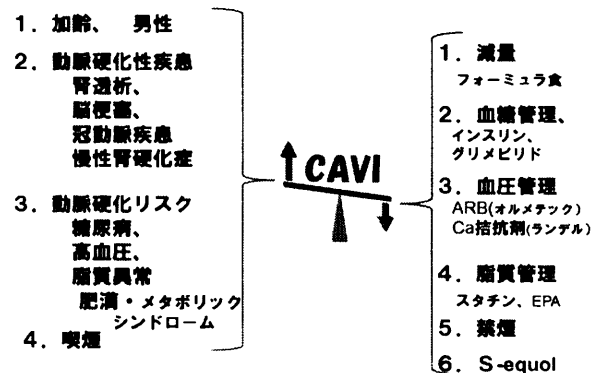 1. 加齢、 男性
2. 動脈硬化性疾患
腎透析、
脳梗塞、
冠動脈疾患
慢性腎硬化症
3. 動脈硬化リスク
糖尿病、
高血圧、
脂質異常
肥満・メタボリック
シンドローム
4. 喫煙
CAVI
1. 減量
フォーミュラ食
2. 血糖管理、
インスリン、
グリメピリド
3. 血圧管理
ARB(オルメテック)
Ca拮抗剤(ランデル)
4. 脂質管理
スタチン、EPA
5. 禁煙
6. S-equol